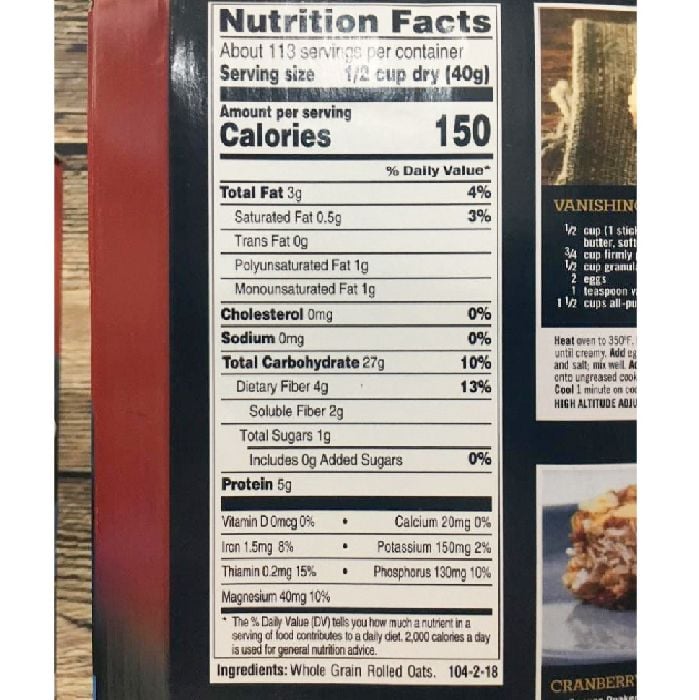 Nutrition Facts
About 113 servings per container
Serving size 1/2 cup dry (40g)
Amount per serving
Calories 150
% Daily Value*
Total Fat 3g 4%
Saturated Fat 0.5g 3%
Trans Fat 0g
Polyunsaturated Fat 1g
Monounsaturated Fat 1g
Cholesterol 0mg 0%
Sodium 0mg 0%
Total Carbohydrate 27g 10%
Dietary Fiber 4g 13%
Soluble Fiber 2g
Total Sugars 1g
Includes 0g Added Sugars 0%
Protein 5g
Vitamin D 0mcg 0% • Calcium 20mg 0%
Iron 1.5mg 8% • Potassium 150mg 2%
Thiamin 0.2mg 15% • Phosphorus 130mg 10%
Magnesium 40mg 10%
* The % Daily Value (DV) tells you how much a nutrient in a
serving of food contributes to a daily diet. 2,000 calories a day
is used for general nutrition advice.
Ingredients: Whole Grain Rolled Oats. 104-2-18
VANISHING
1/2 cup (1 stick
butter, soft
3/4 cup firmly
1/2 cup granul
2 eggs
1 teaspoon
1 1/2 cups all-pu
Heat oven to 350°F.
until creamy. Add eg
and salt; mix well.
onto ungreased cook
Cool 1 minute on coo
HIGH ALTITUDE ADJU
CRANBERRY